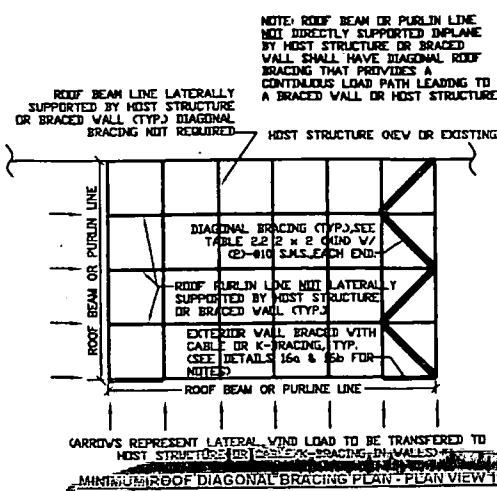 NOTE: ROOF BEAM OR PURLIN LINE
NOT DIRECTLY SUPPORTED INPLANE
BY HOST STRUCTURE OR BRACED
WALL SHALL HAVE DIAGONAL ROOF
BRACING THAT PROVIDES A
CONTINUOUS LOAD PATH LEADING TO
A BRACED WALL OR HOST STRUCTURE
ROOF BEAM LINE LATERALLY
SUPPORTED BY HOST STRUCTURE
OR BRACED WALL (TYP.) DIAGONAL
BRACING NOT REQUIRED
HOST STRUCTURE (NEW OR EXISTING
ROOF BEAM OR PURLIN LINE
DIAGONAL BRACING (TYP.), SEE
TABLE 2.2 2 x 2 (MIN) W/
(2)-#10 S.M.S., EACH END.
ROOF PURLIN LINE NOT LATERALLY
SUPPORTED BY HOST STRUCTURE
OR BRACED WALL (TYP.)
EXTERIOR WALL BRACED WITH
CABLE OR K-BRACING, TYP.
(SEE DETAILS 16a & 16b FOR
NOTES)
ROOF BEAM OR PURLINE LINE
(ARROWS REPRESENT LATERAL WIND LOAD TO BE TRANSFERED TO
HOST STRUCTURE OR CABLE/K-BRACING IN WALLS)
MINIMUM ROOF DIAGONAL BRACING PLAN - PLAN VIEW